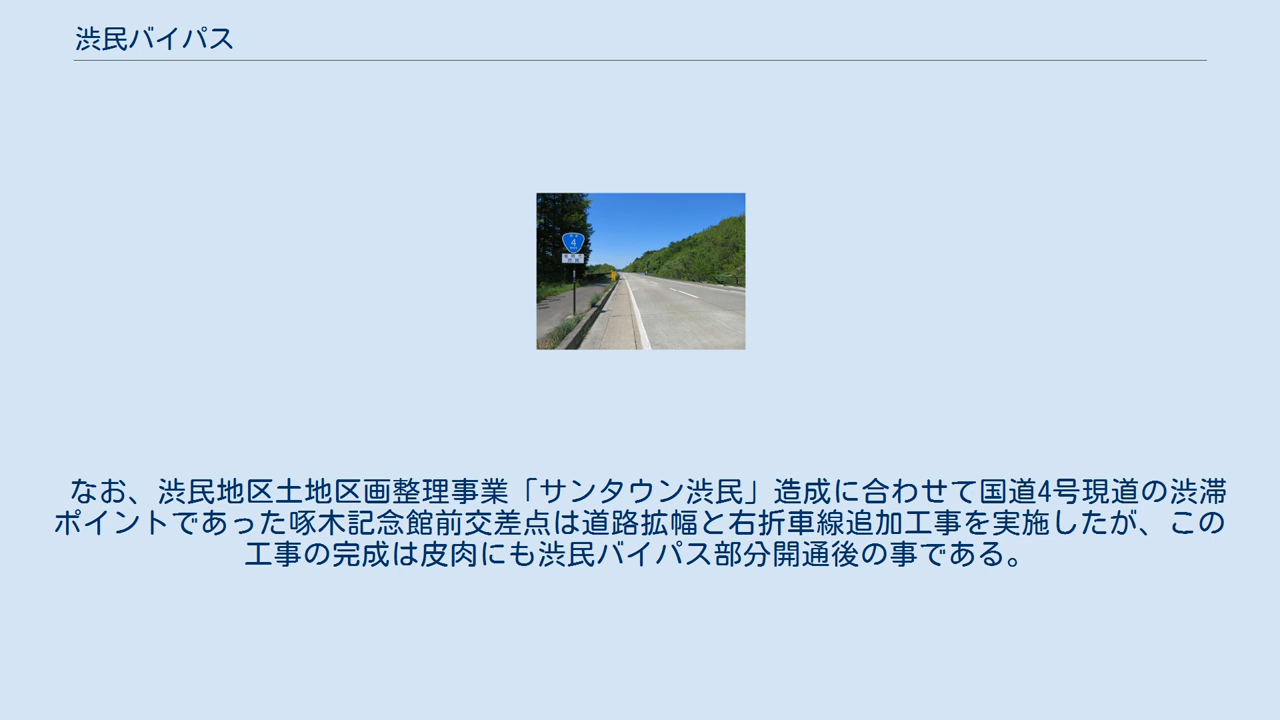 渋民バイパス
4
なお、渋民地区土地区画整理事業「サンタウン渋民」造成に合わせて国道4号現道の渋滞
ポイントであった啄木記念館前交差点は道路拡幅と右折車線追加工事を実施したが、この
工事の完成は皮肉にも渋民バイパス部分開通後の事である。